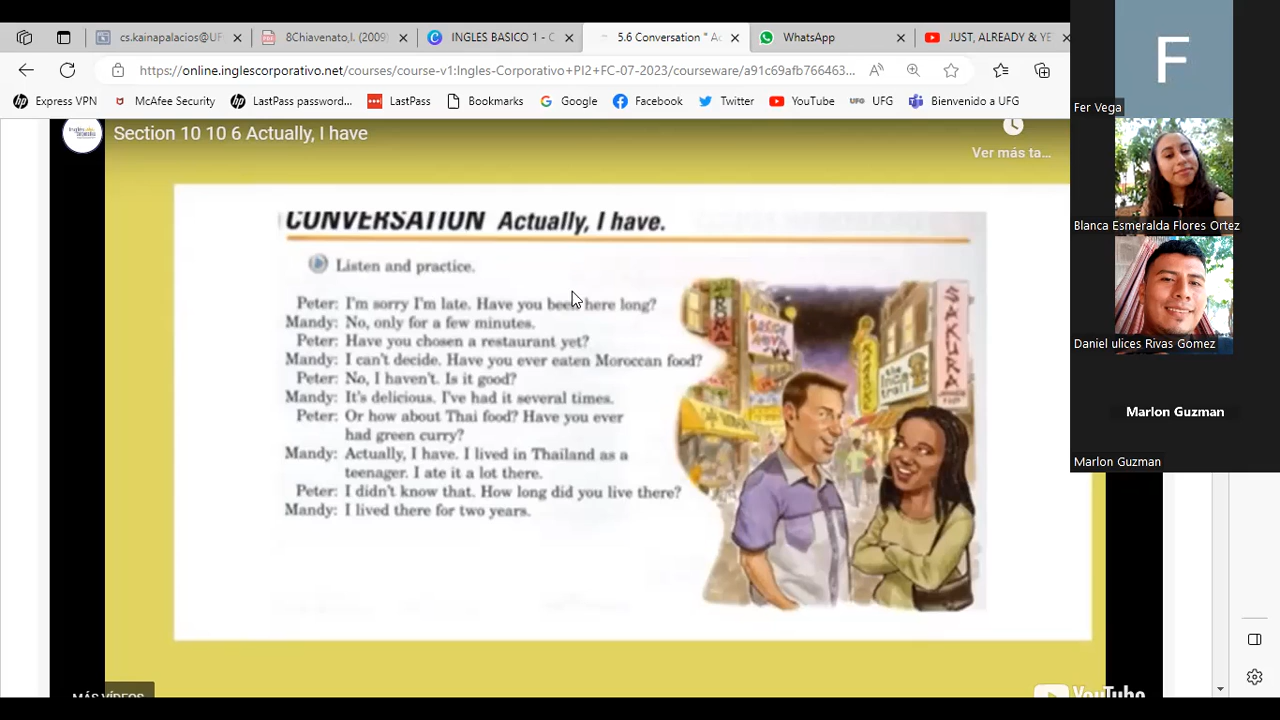 cs.kainapalacios@UF
8Chiavenato,I. (2009)
INGLES BASICO 1 - C
5.6 Conversation " Ac
WhatsApp
JUST, ALREADY & YE
https://online.inglescorporativo.net/courses/course-v1:Ingles-Corporativo+PI2+FC-07-2023/courseware/a91c69afb766463...
Express VPN
McAfee Security
LastPass password...
LastPass
Bookmarks
Google
Facebook
Twitter
YouTube
UFG
Bienvenido a UFG
Section 10 10 6 Actually, I have
Ver más ta...
CONVERSATION Actually, I have.
Listen and practice.
Peter: I'm sorry I'm late. Have you been here long?
Mandy: No, only for a few minutes.
Peter: Have you chosen a restaurant yet?
Mandy: I can't decide. Have you ever eaten Moroccan food?
Peter: No, I haven't. Is it good?
Mandy: It's delicious. I've had it several times.
Peter: Or how about Thai food? Have you ever
had green curry?
Mandy: Actually, I have. I lived in Thailand as a
teenager. I ate it a lot there.
Peter: I didn't know that. How long did you live there?
Mandy: I lived there for two years.
ROMA
SAKURA
MÁS VÍDEOS
YouTube
F
Fer Vega
Blanca Esmeralda Flores Ortez
Daniel ulices Rivas Gomez
Marlon Guzman
Marlon Guzman